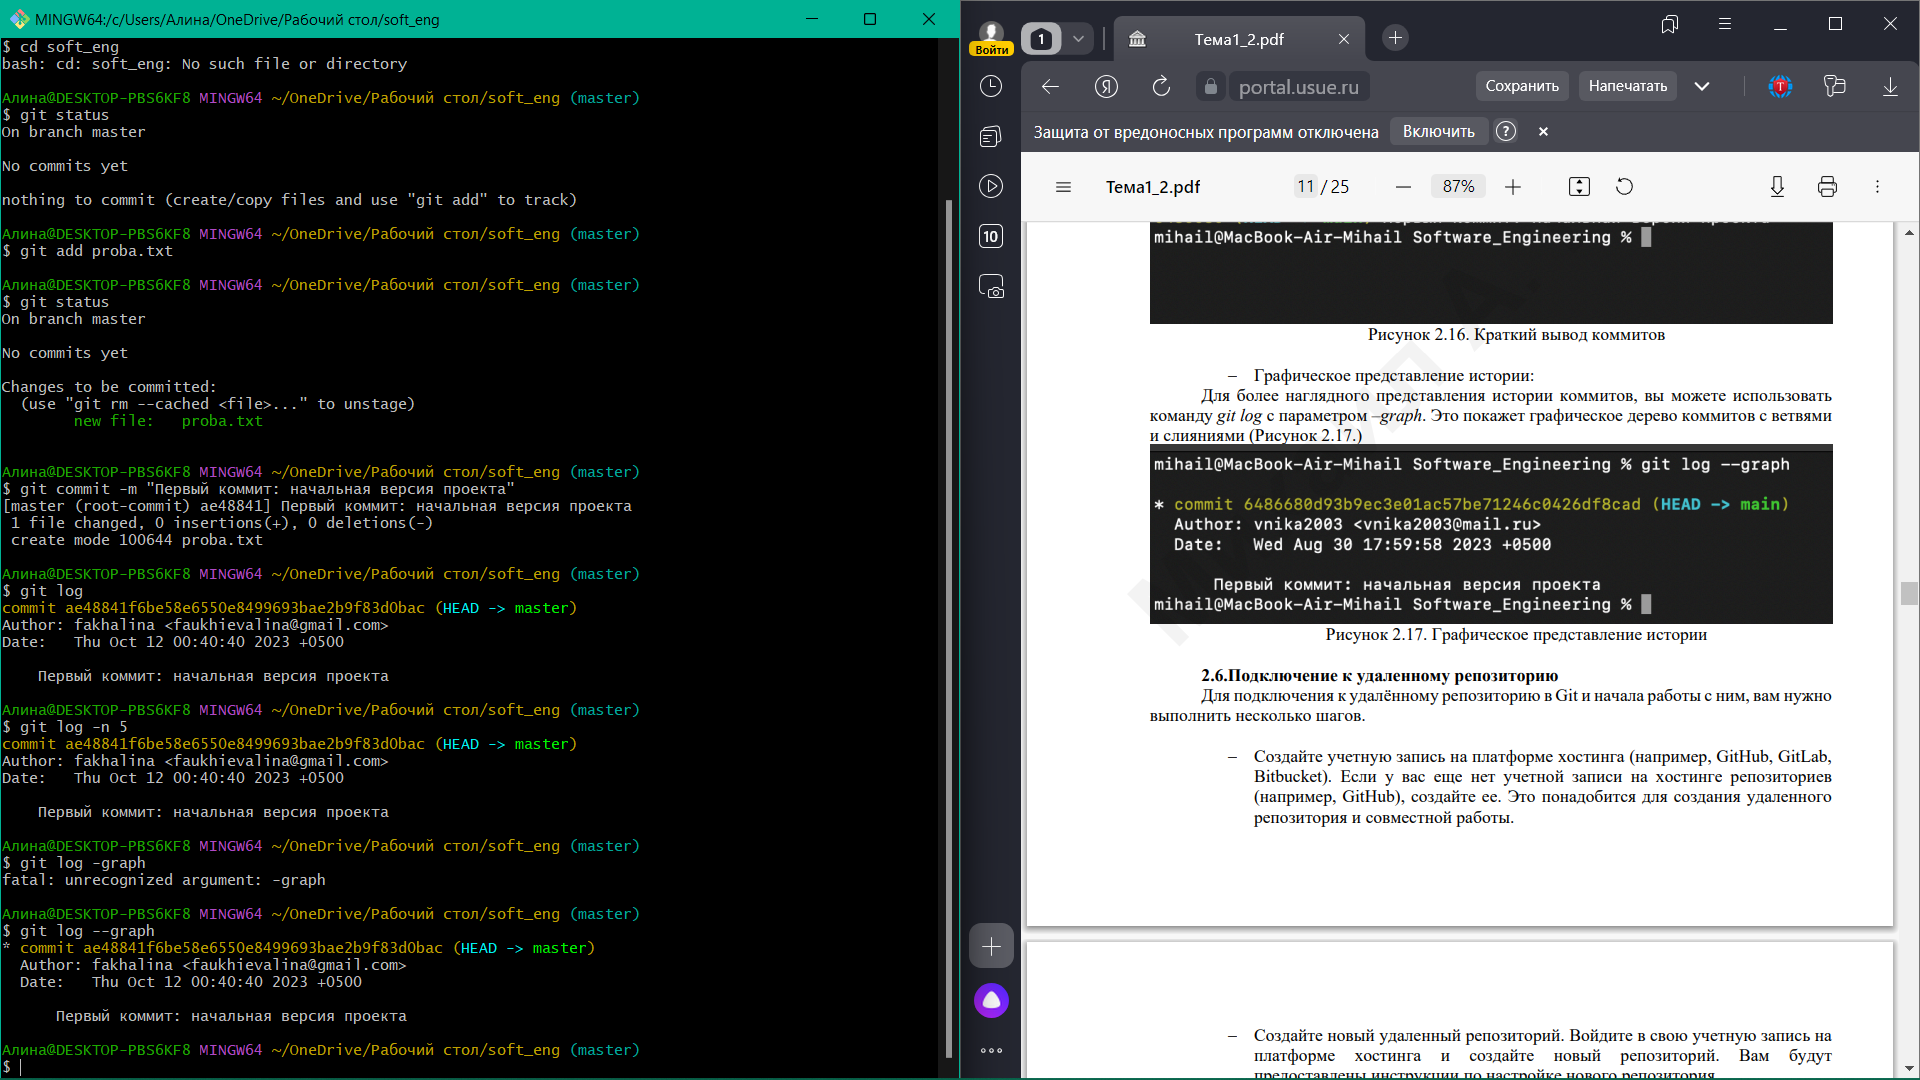 MINGW64:/c/Users/Алина/OneDrive/Рабочий стол/soft_eng
$ cd soft_eng
bash: cd: soft_eng: No such file or directory
Алина@DESKTOP-PBS6KF8 MINGW64 ~/OneDrive/Рабочий стол/soft_eng (master)
$ git status
On branch master
No commits yet
nothing to commit (create/copy files and use "git add" to track)
Алина@DESKTOP-PBS6KF8 MINGW64 ~/OneDrive/Рабочий стол/soft_eng (master)
$ git add proba.txt
Алина@DESKTOP-PBS6KF8 MINGW64 ~/OneDrive/Рабочий стол/soft_eng (master)
$ git status
On branch master
No commits yet
Changes to be committed:
  (use "git rm --cached <file>..." to unstage)
        new file:   proba.txt
Алина@DESKTOP-PBS6KF8 MINGW64 ~/OneDrive/Рабочий стол/soft_eng (master)
$ git commit -m "Первый коммит: начальная версия проекта"
[master (root-commit) ae48841] Первый коммит: начальная версия проекта
 1 file changed, 0 insertions(+), 0 deletions(-)
 create mode 100644 proba.txt
Алина@DESKTOP-PBS6KF8 MINGW64 ~/OneDrive/Рабочий стол/soft_eng (master)
$ git log
commit ae48841f6be58e6550e8499693bae2b9f83d0bac (HEAD -> master)
Author: fakhalina <faukhievalina@gmail.com>
Date:   Thu Oct 12 00:40:40 2023 +0500
    Первый коммит: начальная версия проекта
Алина@DESKTOP-PBS6KF8 MINGW64 ~/OneDrive/Рабочий стол/soft_eng (master)
$ git log -n 5
commit ae48841f6be58e6550e8499693bae2b9f83d0bac (HEAD -> master)
Author: fakhalina <faukhievalina@gmail.com>
Date:   Thu Oct 12 00:40:40 2023 +0500
    Первый коммит: начальная версия проекта
Алина@DESKTOP-PBS6KF8 MINGW64 ~/OneDrive/Рабочий стол/soft_eng (master)
$ git log -graph
fatal: unrecognized argument: -graph
Алина@DESKTOP-PBS6KF8 MINGW64 ~/OneDrive/Рабочий стол/soft_eng (master)
$ git log --graph
* commit ae48841f6be58e6550e8499693bae2b9f83d0bac (HEAD -> master)
  Author: fakhalina <faukhievalina@gmail.com>
  Date:   Thu Oct 12 00:40:40 2023 +0500
      Первый коммит: начальная версия проекта
Алина@DESKTOP-PBS6KF8 MINGW64 ~/OneDrive/Рабочий стол/soft_eng (master)
$
Войти
1
Тема1_2.pdf
portal.usue.ru
Сохранить
Напечатать
Защита от вредоносных программ отключена
Включить
10
Тема1_2.pdf
11 / 25
87%
mihail@MacBook-Air-Mihail Software_Engineering %
Рисунок 2.16. Краткий вывод коммитов
– Графическое представление истории:
Для более наглядного представления истории коммитов, вы можете использовать
команду git log с параметром –graph. Это покажет графическое дерево коммитов с ветвями
и слияниями (Рисунок 2.17.)
mihail@MacBook-Air-Mihail Software_Engineering % git log --graph
* commit 6486680d93b9ec3e01ac57be71246c0426df8cad (HEAD -> main)
  Author: vnika2003 <vnika2003@mail.ru>
  Date:   Wed Aug 30 17:59:58 2023 +0500
      Первый коммит: начальная версия проекта
mihail@MacBook-Air-Mihail Software_Engineering %
Рисунок 2.17. Графическое представление истории
2.6.Подключение к удаленному репозиторию
Для подключения к удалённому репозиторию в Git и начала работы с ним, вам нужно
выполнить несколько шагов.
– Создайте учетную запись на платформе хостинга (например, GitHub, GitLab,
Bitbucket). Если у вас еще нет учетной записи на хостинге репозиториев
(например, GitHub), создайте ее. Это понадобится для создания удаленного
репозитория и совместной работы.
– Создайте новый удаленный репозиторий. Войдите в свою учетную запись на
платформе хостинга и создайте новый репозиторий. Вам будут
предоставлены инструкции по настройке нового репозитория.